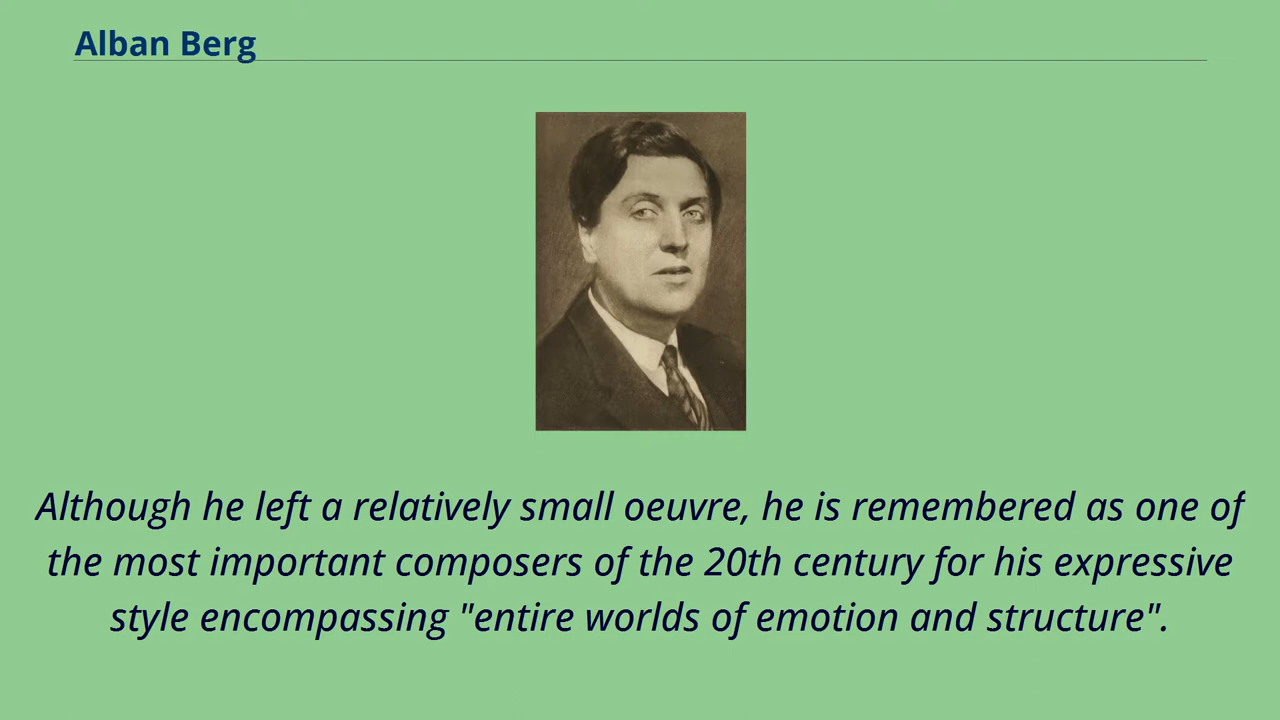 Alban Berg
Although he left a relatively small oeuvre, he is remembered as one of
the most important composers of the 20th century for his expressive
style encompassing "entire worlds of emotion and structure".